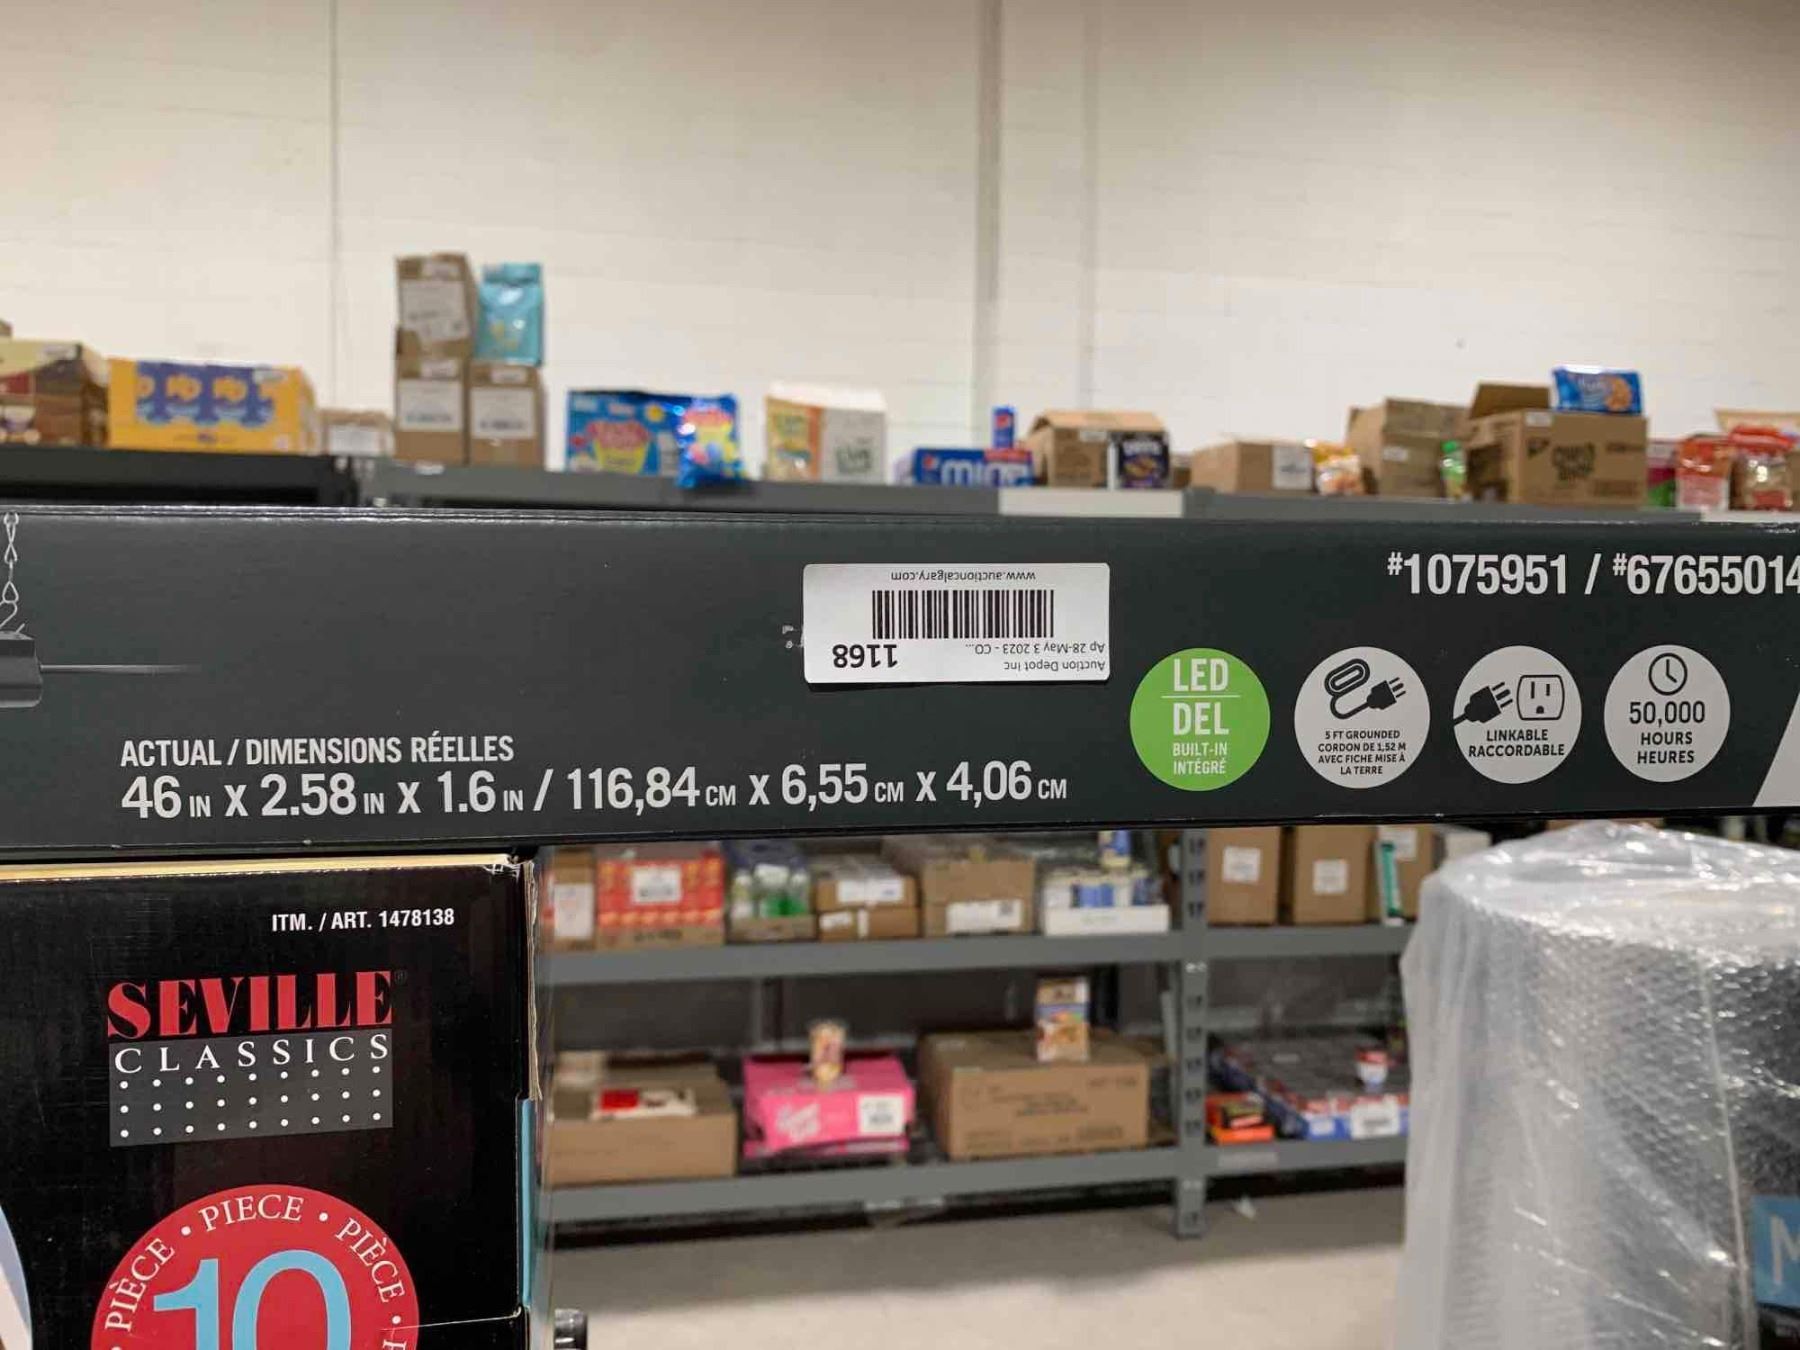 #1075951 / #67655014
www.auctioncalgary.com
1168
Auction Depot Inc
Ap 28-May 3 2023 - CO...
LED
DEL
BUILT-IN
INTÉGRÉ
5 FT GROUNDED
CORDON DE 1,52 M
AVEC FICHE MISE À
LA TERRE
LINKABLE
RACCORDABLE
50,000
HOURS
HEURES
ACTUAL / DIMENSIONS RÉELLES
46 IN X 2.58 IN X 1.6 IN / 116,84 CM X 6,55 CM X 4,06 CM
ITM. / ART. 1478138
SEVILLE®
CLASSICS
PIÈCE • PIECE • PIÈCE •
10